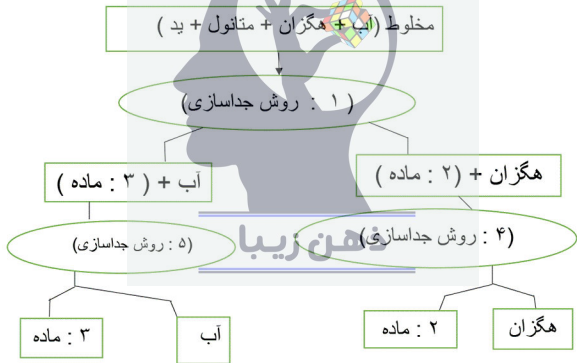 مخلوط (آب + هگزان + متانول + ید )
( ۱ : روش جداسازی)
هگزان + (۲ : ماده )
آب + ( ۳ : ماده )
(۴ : روش جداسازی)
(۵ : روش جداسازی)
ذهن زیبا
هگزان
۲ : ماده
آب
۳ : ماده